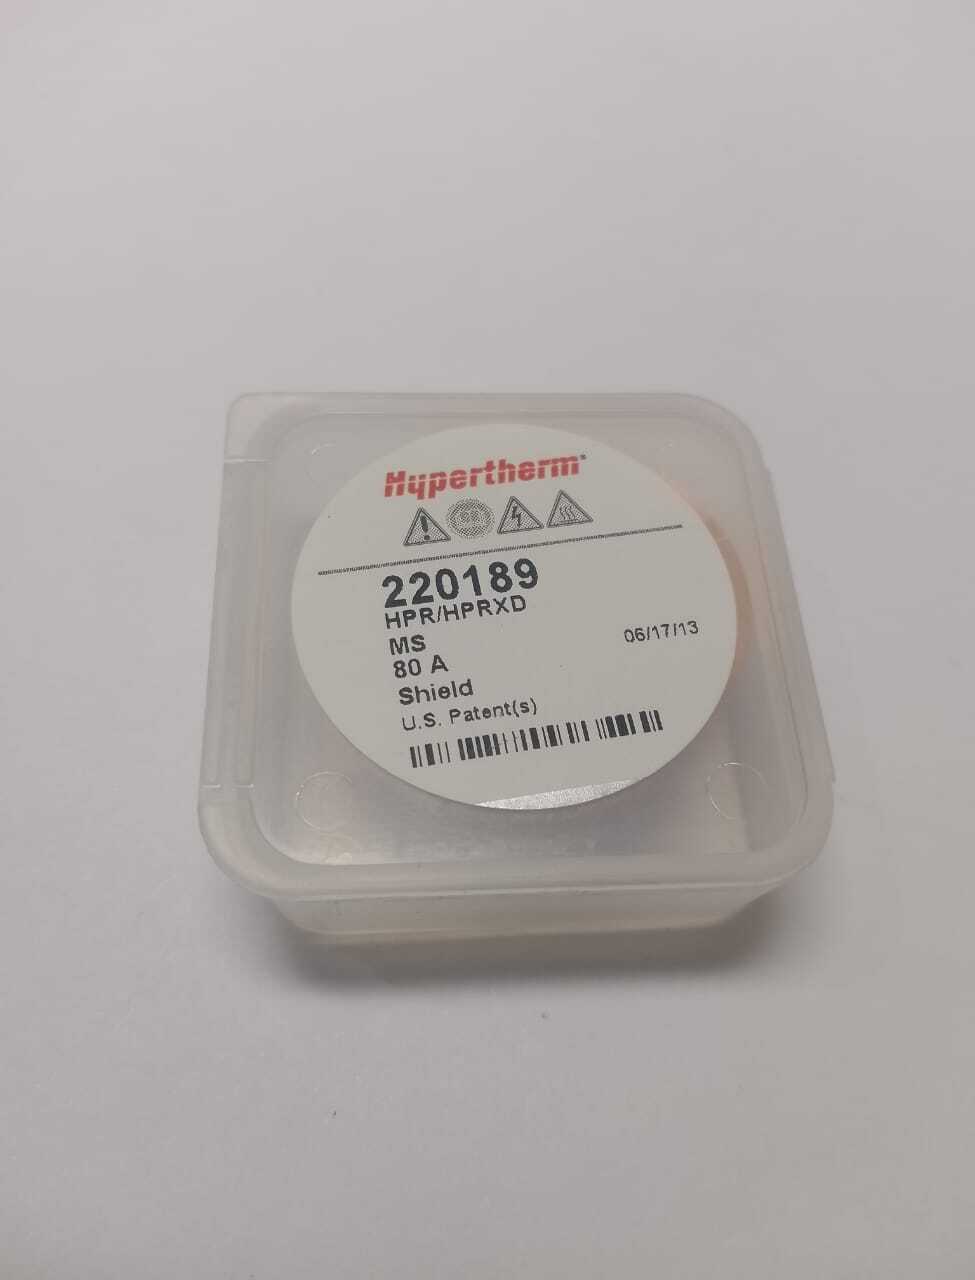 Hypertherm®
220189
HPR/HPRXD
MS
06/17/13
80 A
Shield
U.S. Patent(s)